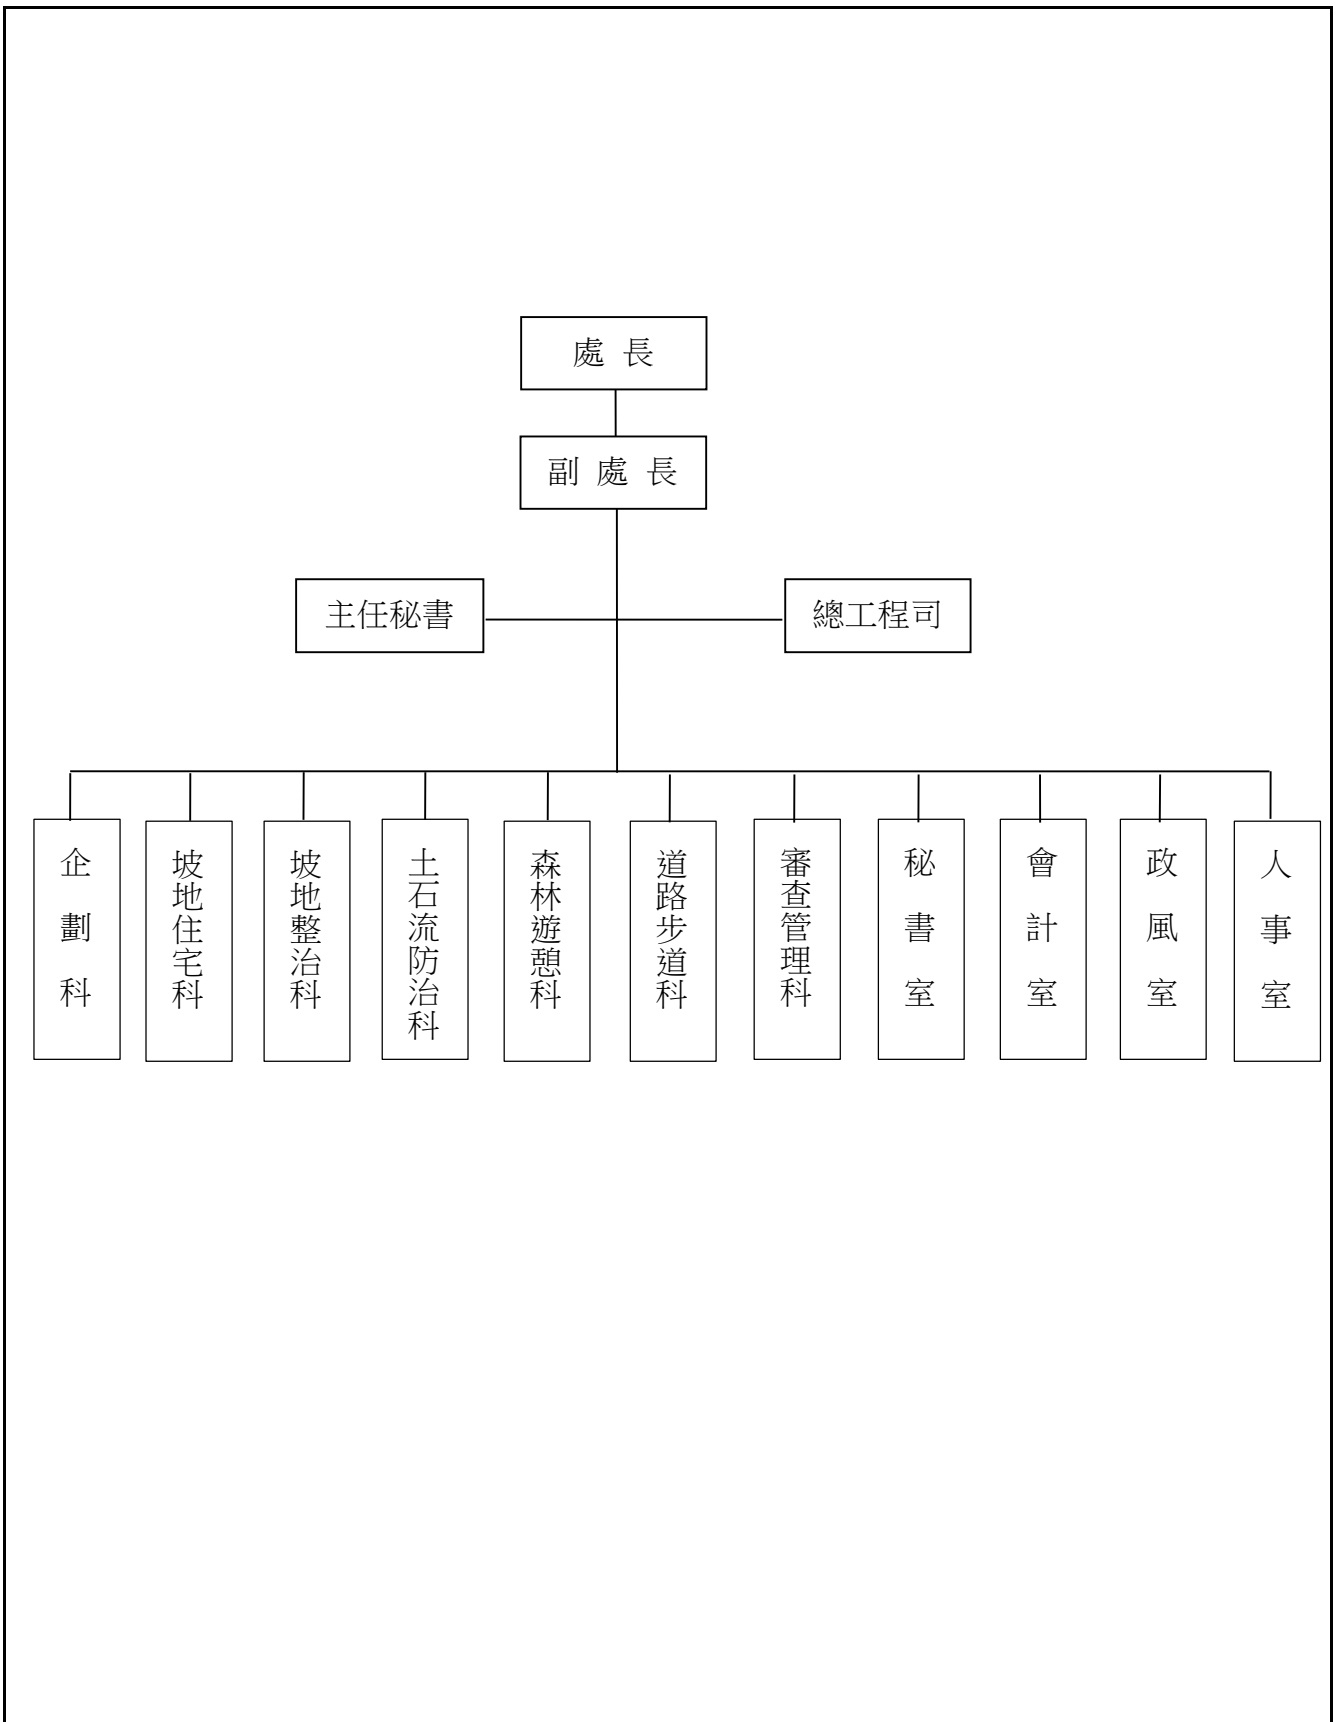 處 長
副 處 長
主任秘書
總工程司
企劃科
坡地住宅科
坡地整治科
土石流防治科
森林遊憩科
道路步道科
審查管理科
秘書室
會計室
政風室
人事室